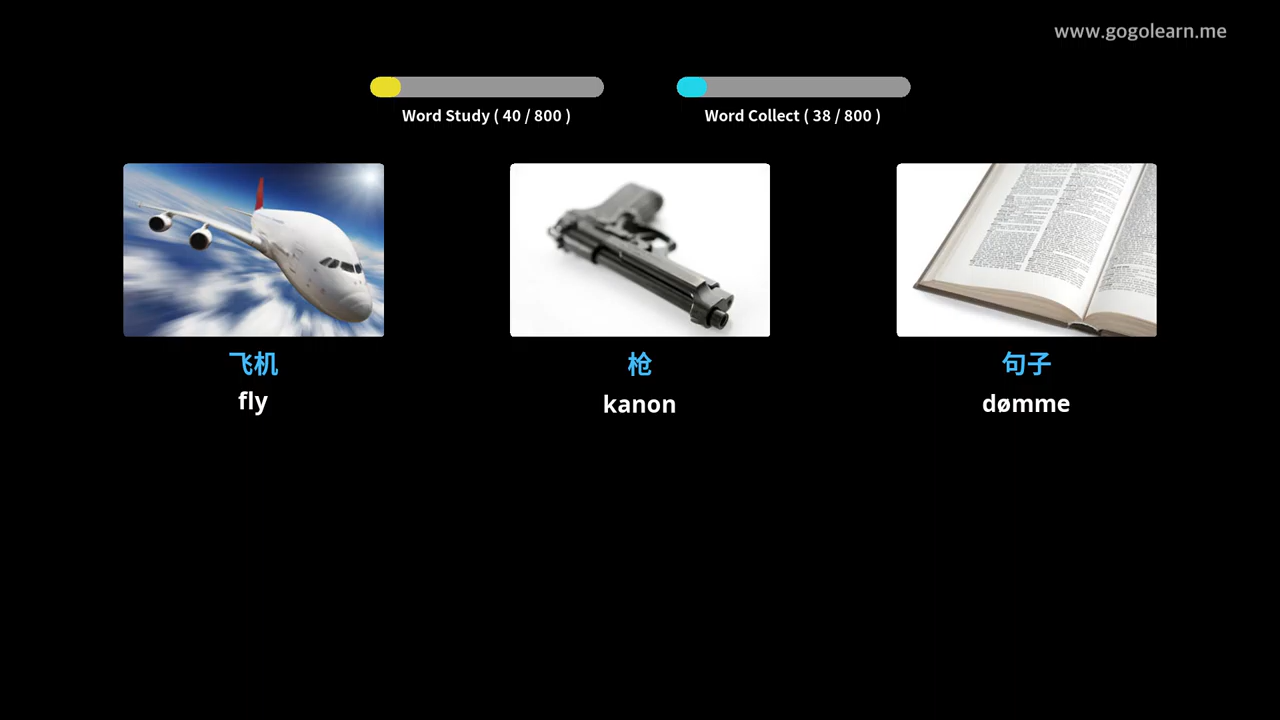 www.gogolearn.me
Word Study ( 40 / 800 )
Word Collect ( 38 / 800 )
飞机
枪
句子
fly
kanon
dømme